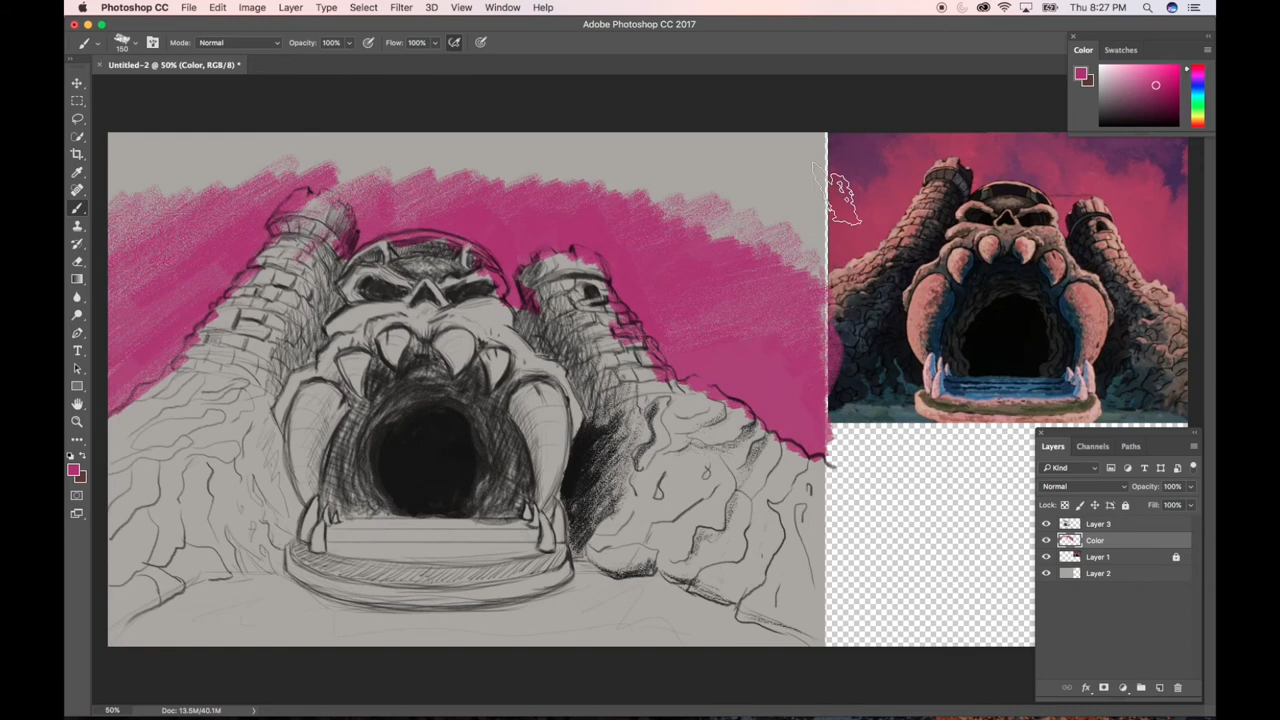 Photoshop CC File Edit Image Layer Type Select Filter 3D View Window Help Thu 8:27 PM
Adobe Photoshop CC 2017
150 Mode: Normal Opacity: 100% Flow: 100%
Color Swatches
× Untitled-2 @ 50% (Color, RGB/8) *
Layers Channels Paths
Kind
Normal Opacity: 100%
Lock: Fill: 100%
Layer 3
Color
Layer 1
Layer 2
50% Doc: 13.5M/40.1M